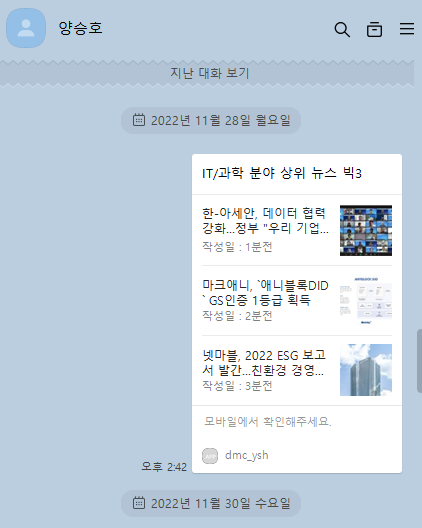 양승호
지난 대화 보기
2022년 11월 28일 월요일
IT/과학 분야 상위 뉴스 빅3
한-아세안, 데이터 협력
강화...정부 "우리 기업...
작성일 : 1분전
마크애니, `애니블록DID
` GS인증 1등급 획득
작성일 : 2분전
넷마블, 2022 ESG 보고
서 발간...친환경 경영...
작성일 : 3분전
모바일에서 확인해주세요.
dmc_ysh
오후 2:42
2022년 11월 30일 수요일